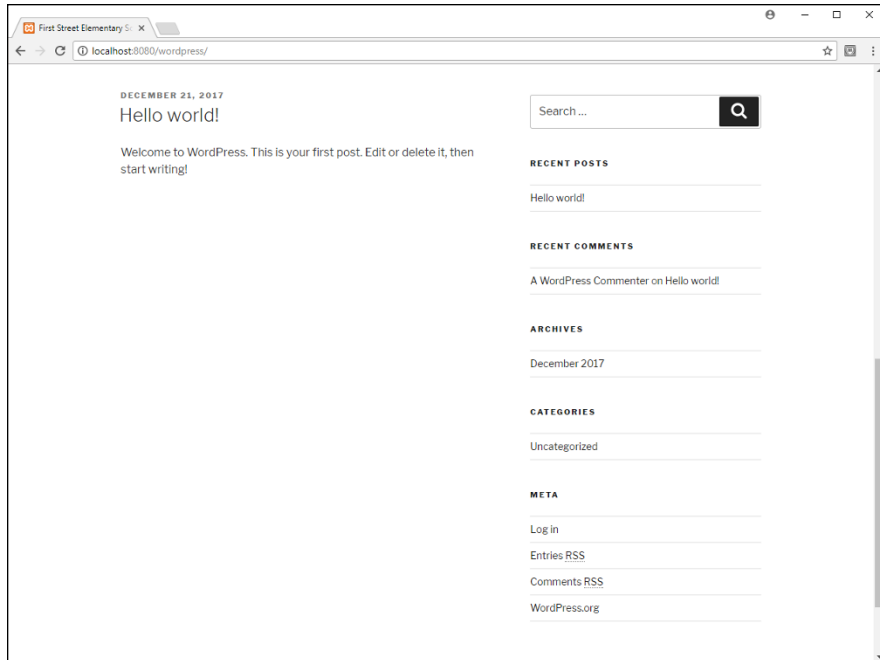 First Street Elementary Sc
localhost:8080/wordpress/
DECEMBER 21, 2017
Hello world!
Welcome to WordPress. This is your first post. Edit or delete it, then
start writing!
Search ...
RECENT POSTS
Hello world!
RECENT COMMENTS
A WordPress Commenter on Hello world!
ARCHIVES
December 2017
CATEGORIES
Uncategorized
META
Log in
Entries RSS
Comments RSS
WordPress.org